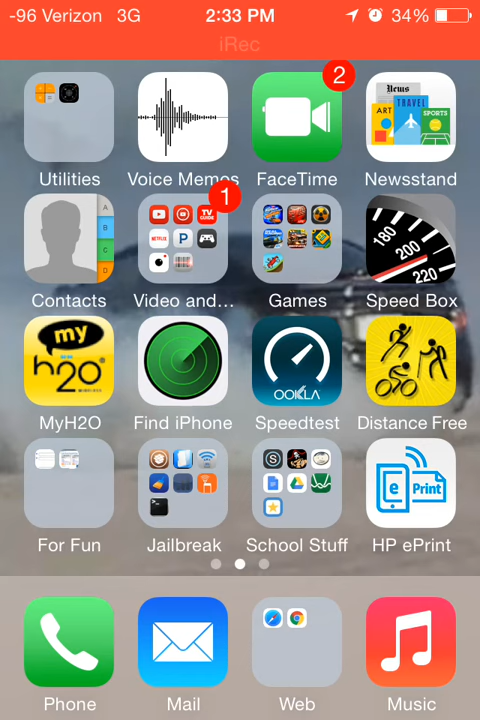 -96 Verizon 3G 2:33 PM 34%
iRec
2
News
ART TRAVEL SPORTS
Utilities Voice Memos FaceTime Newsstand
1
A
B
C
D
TV GUIDE
NETFLIX P
180
200
220
Contacts Video and... Games Speed Box
my
h2o
OOKLA
MyH2O Find iPhone Speedtest Distance Free
S
e Print
For Fun Jailbreak School Stuff HP ePrint
Phone Mail Web Music